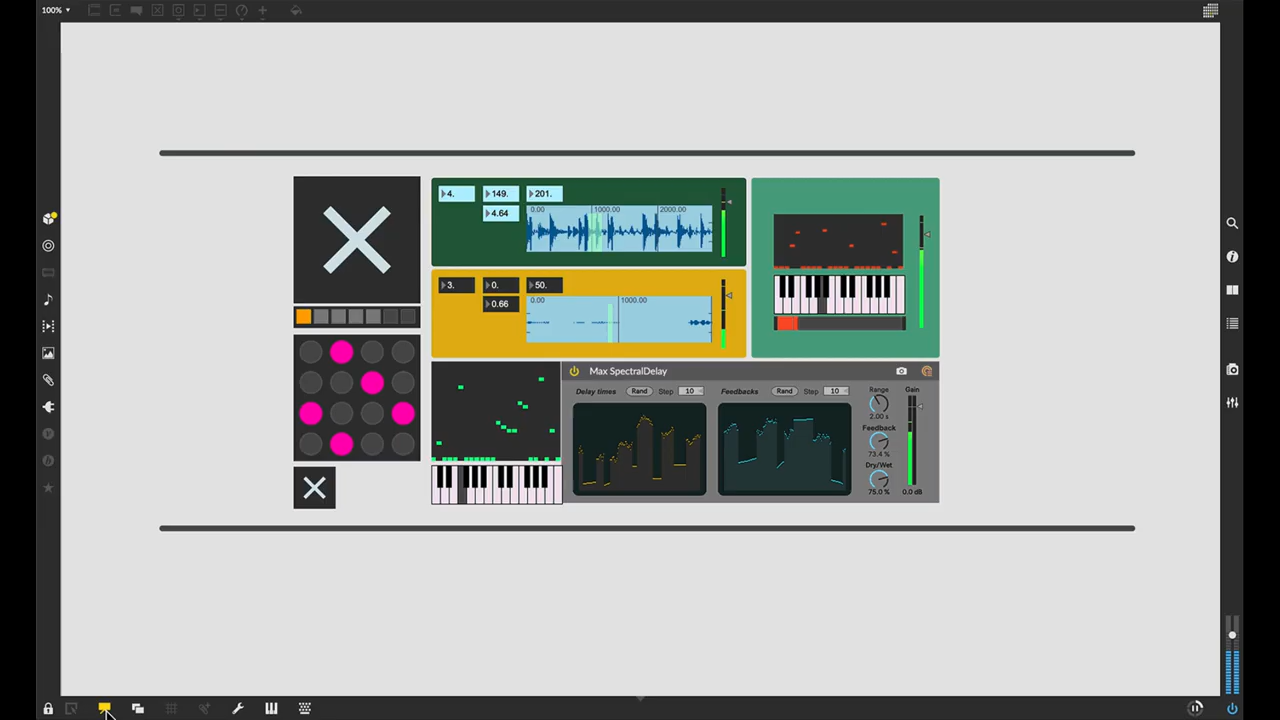 100%
4. 149. 201.
4.64
0.00 1000.00 2000.00
3. 0. 50.
0.66
0.00 1000.00
Max SpectralDelay
Delay times Rand Step 10 Feedbacks Rand Step 10 Range Gain
2.00 s
Feedback
73.4 %
Dry/Wet
75.0 % 0.0 dB